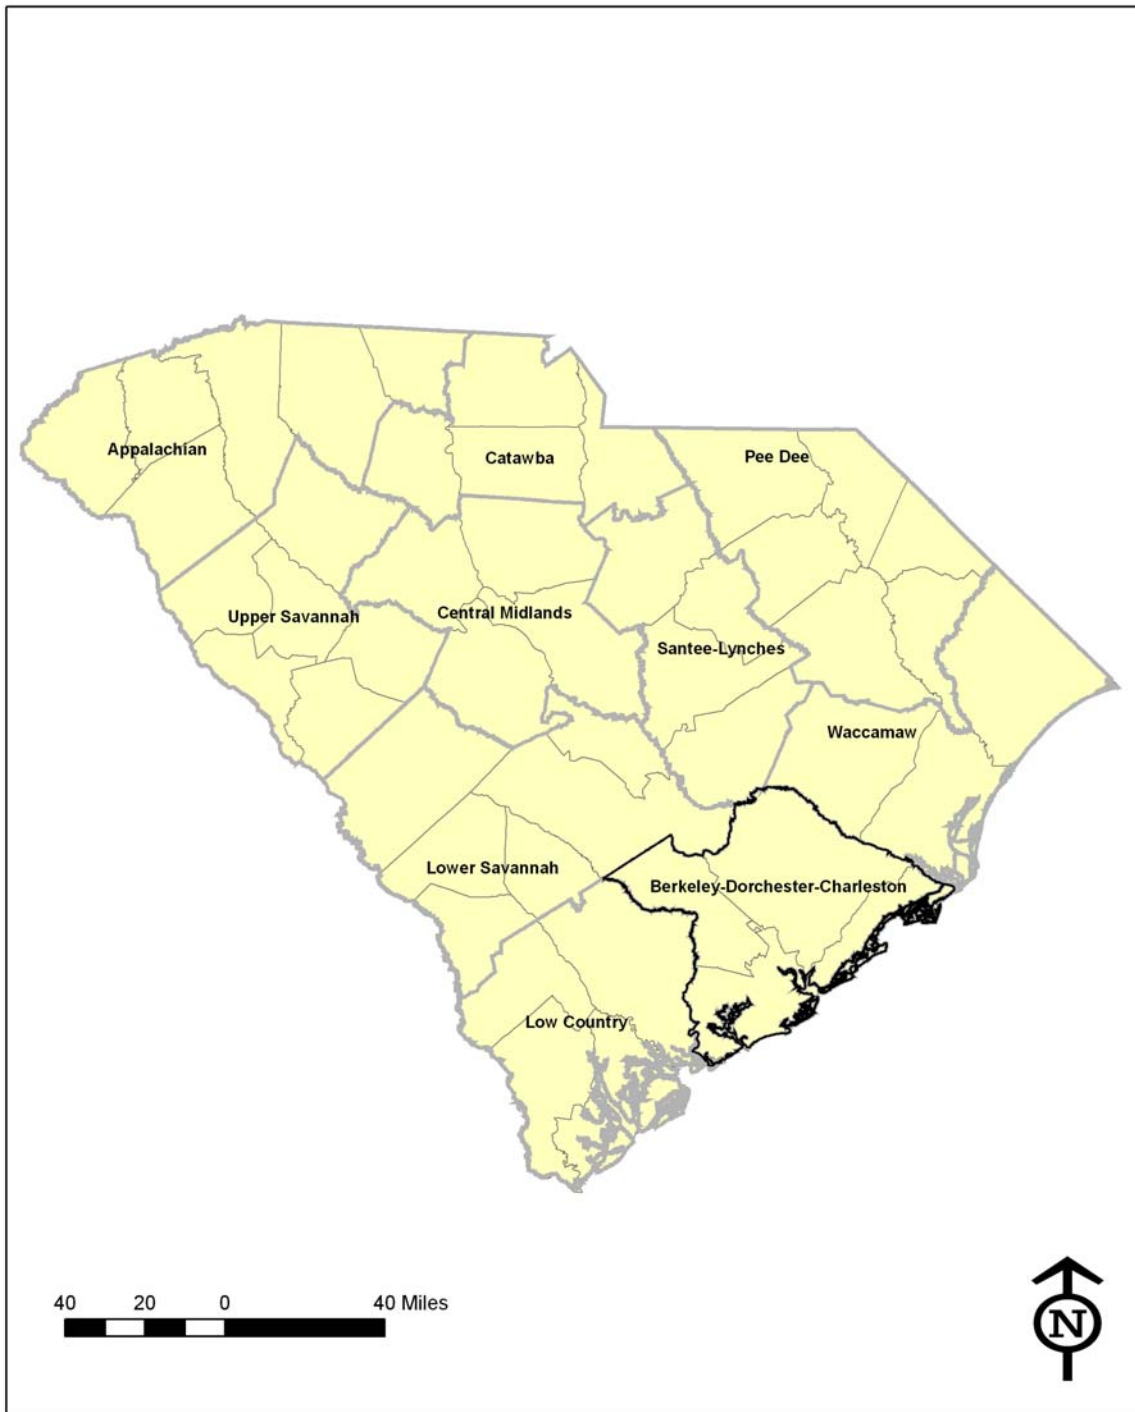 Appalachian
Catawba
Pee Dee
Upper Savannah
Central Midlands
Santee-Lynches
Waccamaw
Lower Savannah
Berkeley-Dorchester-Charleston
Low Country
40 20 0 40 Miles
N